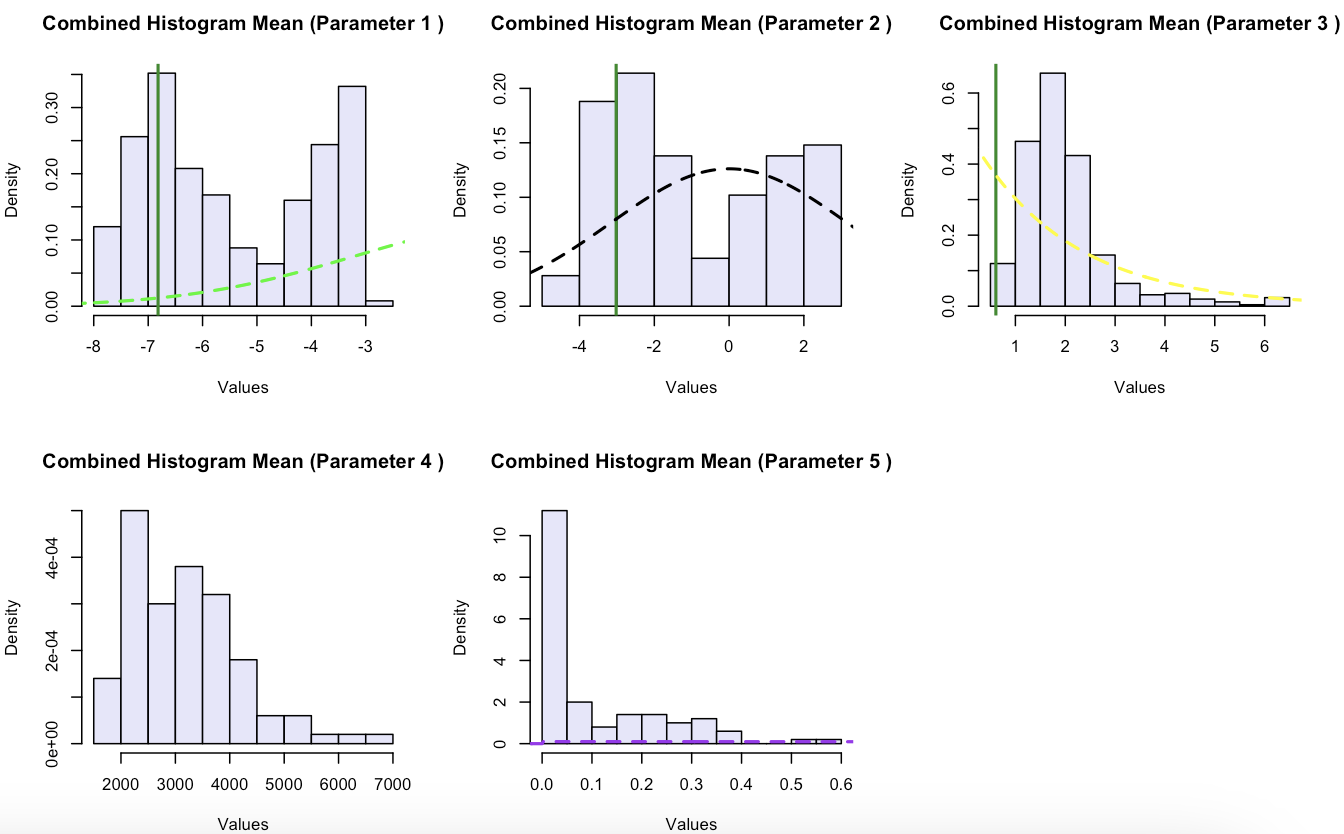 Combined Histogram Mean (Parameter 1 )
Combined Histogram Mean (Parameter 2 )
Combined Histogram Mean (Parameter 3 )
Density
0.00 0.10 0.20 0.30
-8 -7 -6 -5 -4 -3
Values
Density
0.00 0.05 0.10 0.15 0.20
-4 -2 0 2
Values
Density
0.0 0.2 0.4 0.6
1 2 3 4 5 6
Values
Combined Histogram Mean (Parameter 4 )
Combined Histogram Mean (Parameter 5 )
Density
0e+00 2e-04 4e-04
2000 3000 4000 5000 6000 7000
Values
Density
0 2 4 6 8 10
0.0 0.1 0.2 0.3 0.4 0.5 0.6
Values